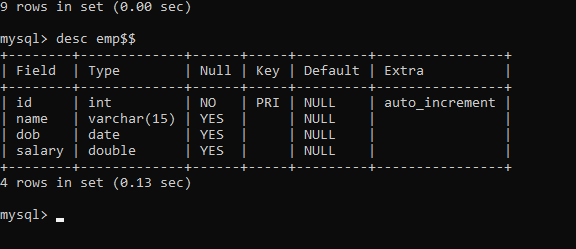 9 rows in set (0.00 sec)
mysql> desc emp$$
+--------+-------------+------+-----+---------+----------------+
| Field  | Type        | Null | Key | Default | Extra          |
+--------+-------------+------+-----+---------+----------------+
| id     | int         | NO   | PRI | NULL    | auto_increment |
| name   | varchar(15) | YES  |     | NULL    |                |
| dob    | date        | YES  |     | NULL    |                |
| salary | double      | YES  |     | NULL    |                |
+--------+-------------+------+-----+---------+----------------+
4 rows in set (0.13 sec)
mysql> _